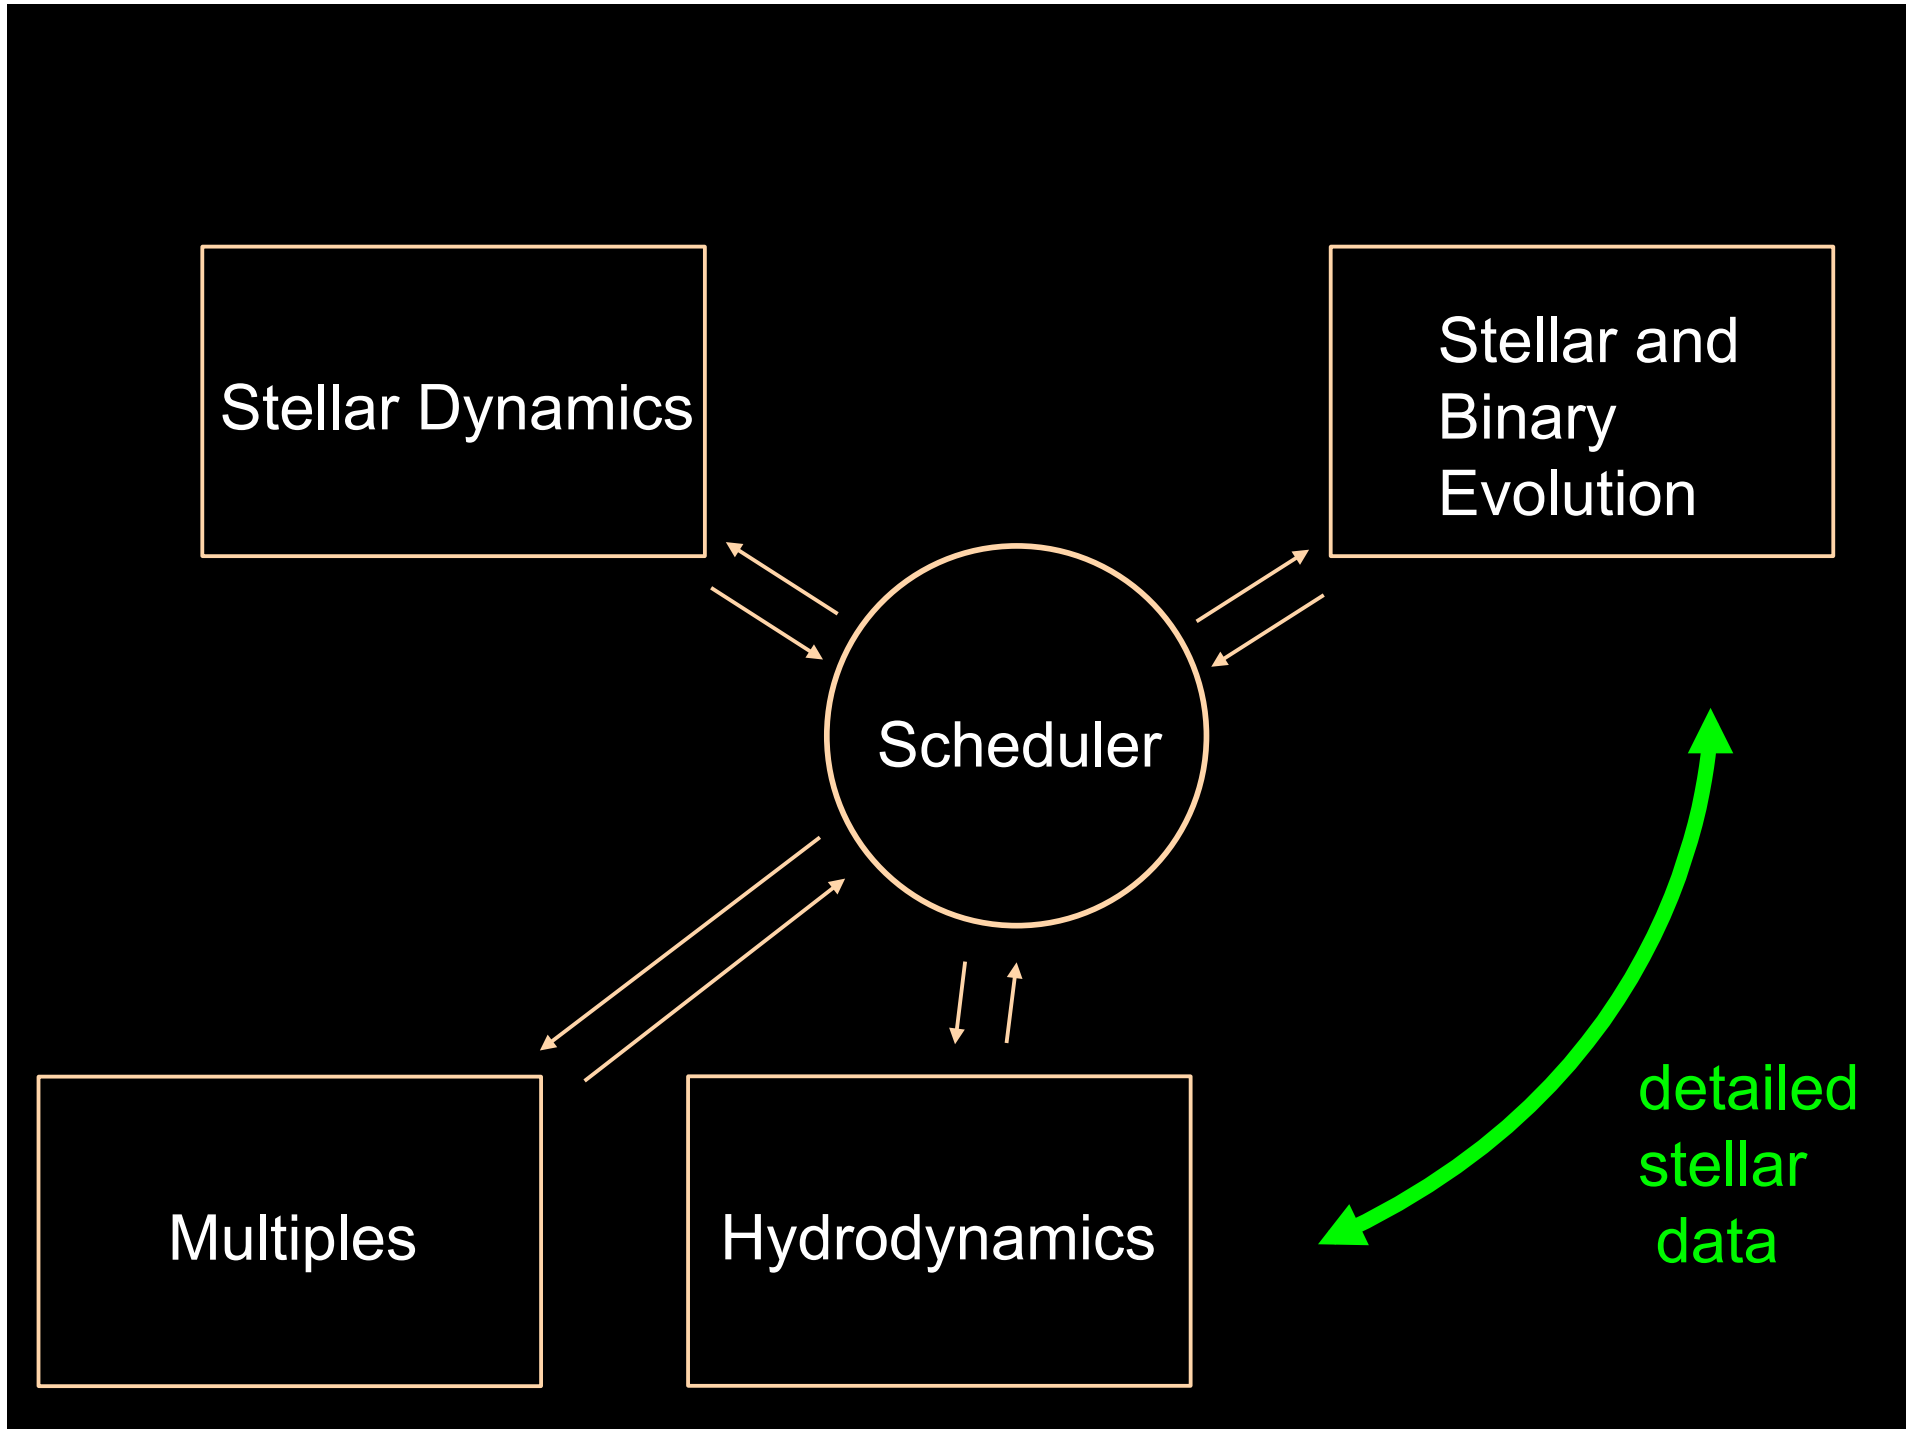 Stellar Dynamics
Stellar and
Binary
Evolution
Scheduler
Multiples
Hydrodynamics
detailed
stellar
data